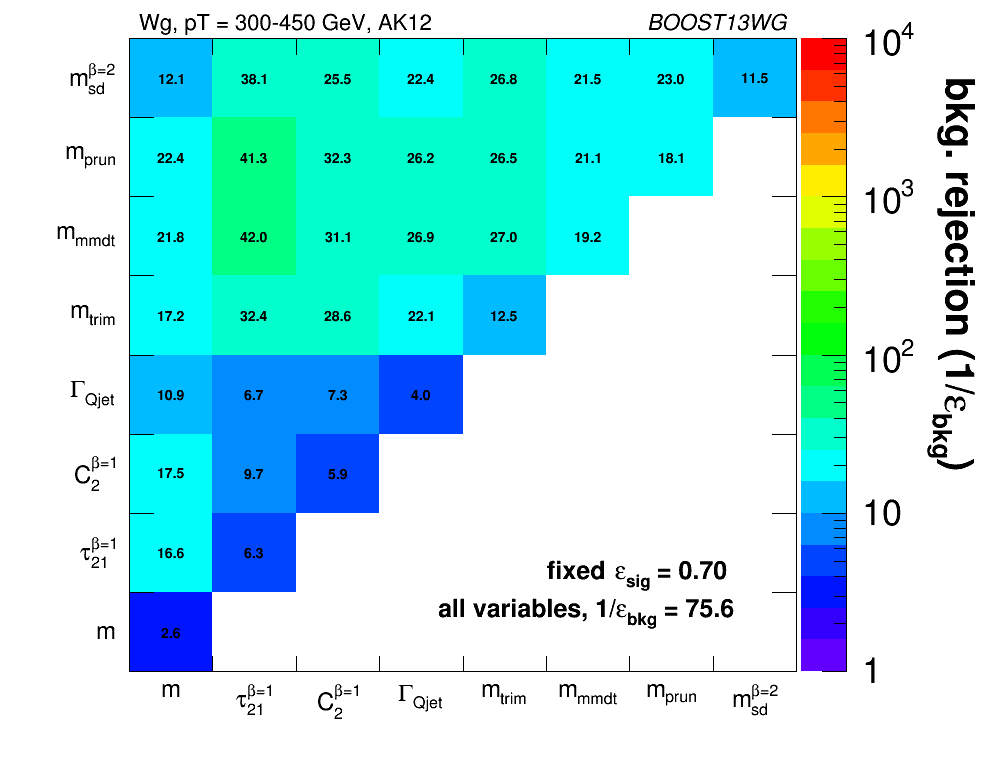 Wg, pT = 300-450 GeV, AK12 BOOST13WG
m_sd^β=2 12.1 38.1 25.5 22.4 26.8 21.5 23.0 11.5
m_prun 22.4 41.3 32.3 26.2 26.5 21.1 18.1
m_mmdt 21.8 42.0 31.1 26.9 27.0 19.2
m_trim 17.2 32.4 28.6 22.1 12.5
Γ_Qjet 10.9 6.7 7.3 4.0
C_2^β=1 17.5 9.7 5.9
τ_21^β=1 16.6 6.3
m 2.6
fixed ε_sig = 0.70
all variables, 1/ε_bkg = 75.6
m τ_21^β=1 C_2^β=1 Γ_Qjet m_trim m_mmdt m_prun m_sd^β=2
10^4
10^3
10^2
10
1
bkg. rejection (1/ε_bkg)